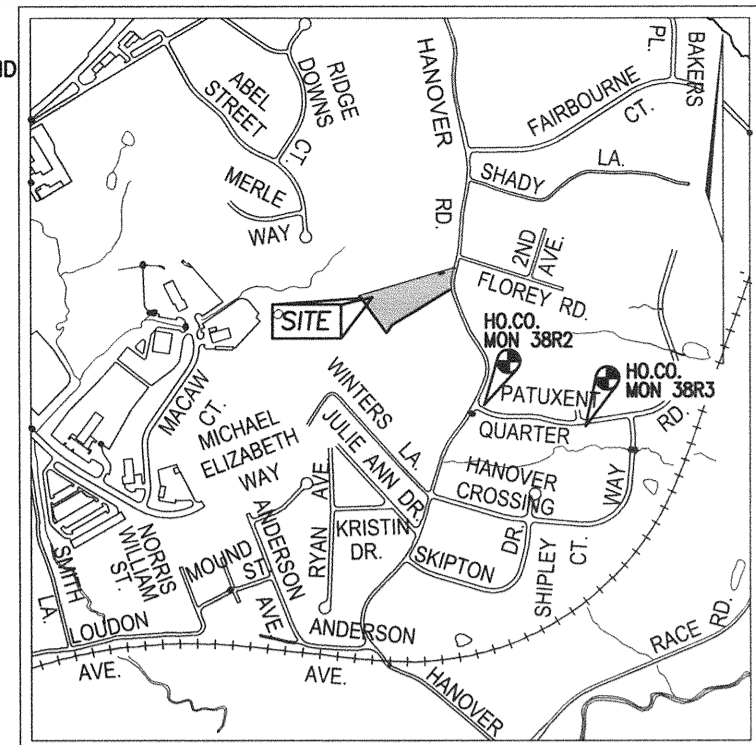 ND
HANOVER
RD.
RIDGE
DOWNS
CT.
ABEL
STREET
MERLE
WAY
FAIRBOURNE
CT.
PL.
BAKERS
SHADY
LA.
2ND
AVE.
FLOREY RD.
SITE
HO.CO.
MON 38R2
HO.CO.
MON 38R3
PATUXENT
QUARTER
RD.
MACAW
CT.
MICHAEL
ELIZABETH
WAY
WINTERS
LA.
JULIE ANN DR.
HANOVER
CROSSING
WAY
DR.
SHIPLEY
CT.
SKIPTON
KRISTIN
DR.
RYAN
AVE.
ANDERSON
AVE.
NORRIS
WILLIAM
ST.
MOUND
ST.
SMITH
LA.
LOUDON
AVE.
ANDERSON
AVE.
HANOVER
RACE
RD.